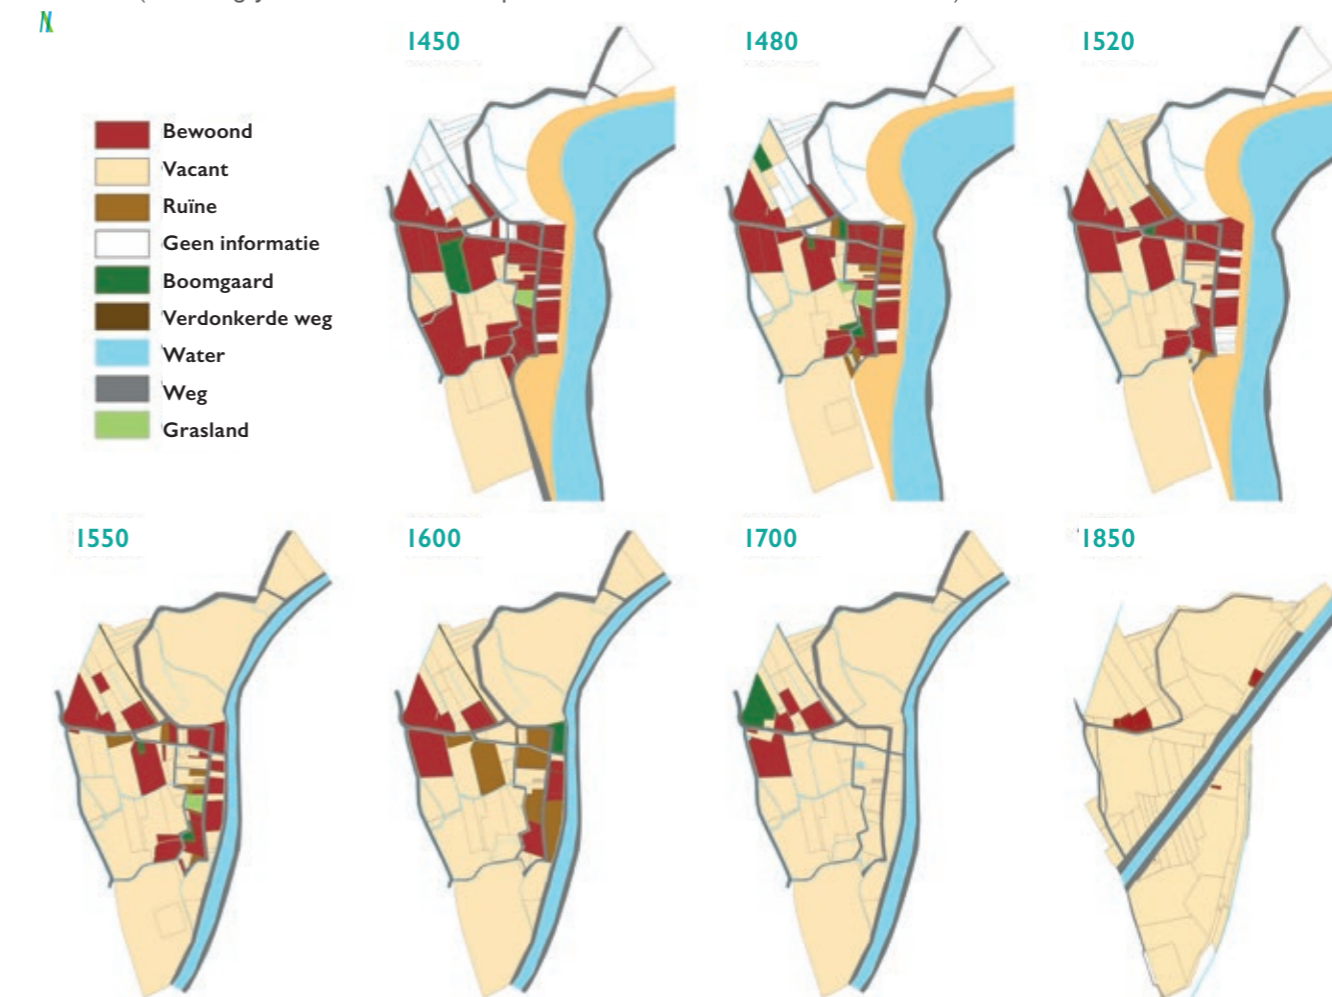 N
1450
1480
1520
Bewoond
Vacant
Ruïne
Geen informatie
Boomgaard
Verdonkerde weg
Water
Weg
Grasland
1550
1600
1700
1850